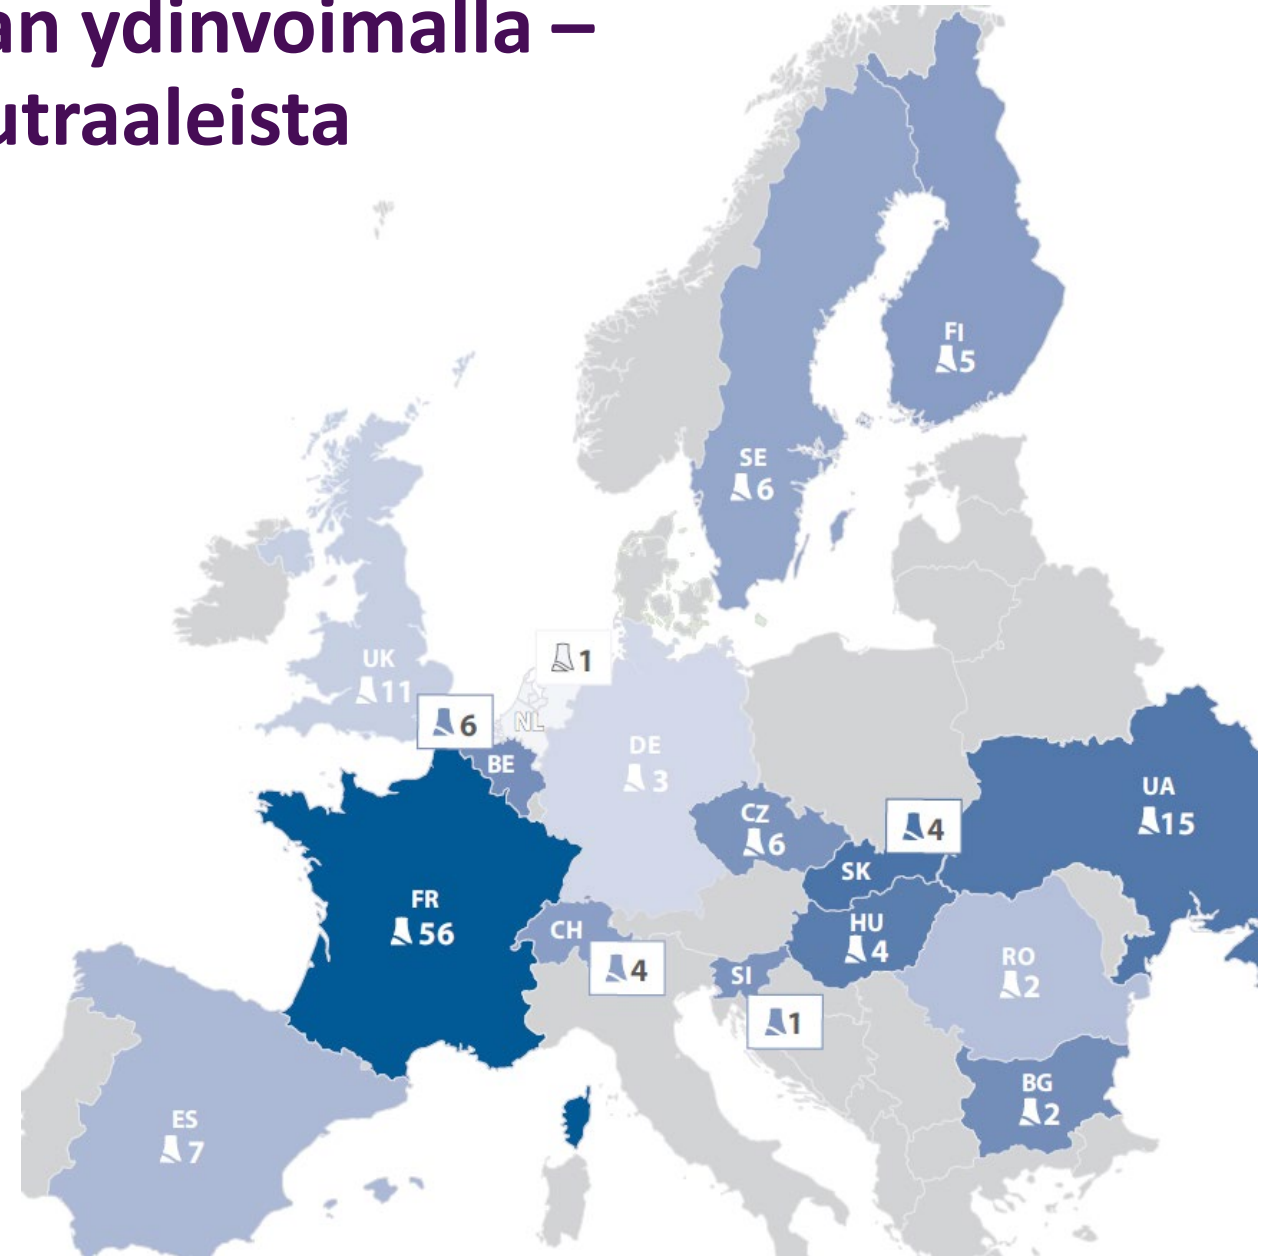 an ydinvoimalla –
utraaleista
FI
5
SE
6
1
UK
11
6
NL
BE
DE
3
UA
15
CZ
6
4
SK
FR
56
CH
4
HU
4
SI
1
RO
2
BG
2
ES
7